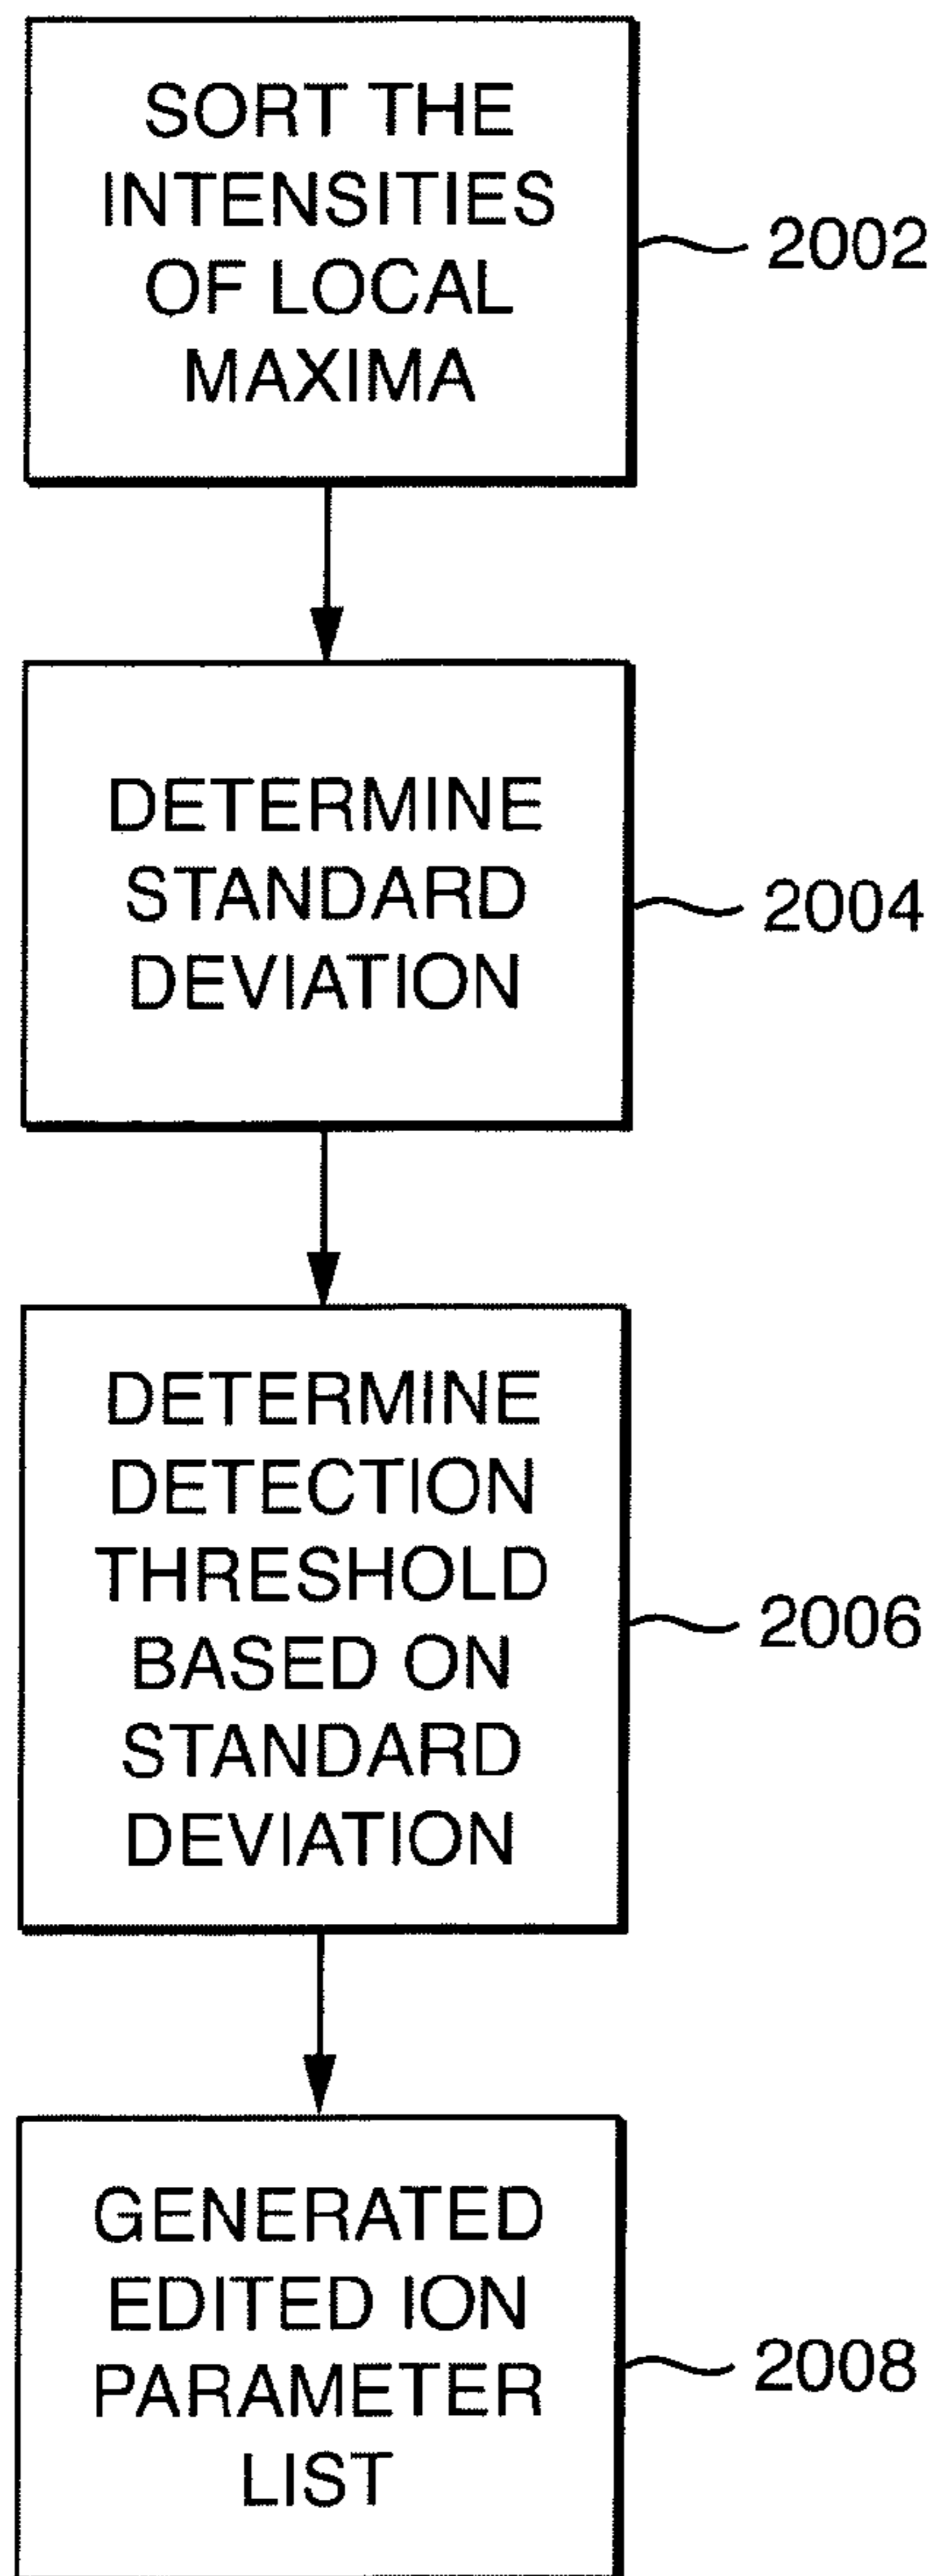 SORT THE
INTENSITIES
OF LOCAL
MAXIMA
2002
DETERMINE
STANDARD
DEVIATION
2004
DETERMINE
DETECTION
THRESHOLD
BASED ON
STANDARD
DEVIATION
2006
GENERATED
EDITED ION
PARAMETER
LIST
2008